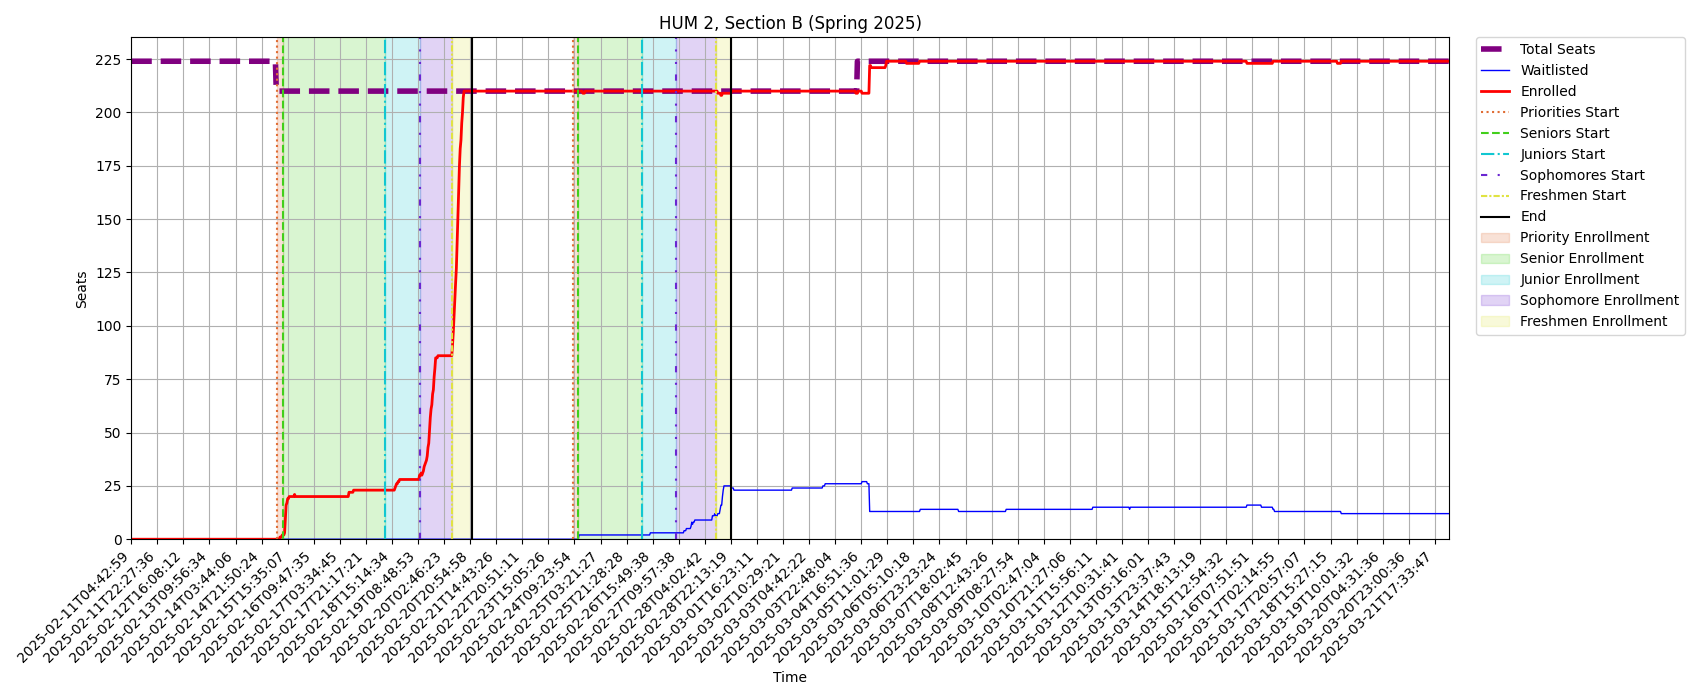 HUM 2, Section B (Spring 2025)
Seats
225
200
175
150
125
100
75
50
25
0
2025-02-11T04:42:59
2025-02-11T22:27:36
2025-02-12T16:08:12
2025-02-13T09:56:34
2025-02-14T03:44:06
2025-02-14T21:50:24
2025-02-15T15:35:07
2025-02-16T09:47:35
2025-02-17T03:34:45
2025-02-17T21:17:21
2025-02-18T15:14:34
2025-02-19T08:48:53
2025-02-20T02:46:23
2025-02-20T20:54:58
2025-02-21T14:43:26
2025-02-22T20:51:11
2025-02-23T15:05:26
2025-02-24T09:23:54
2025-02-25T03:21:27
2025-02-25T21:28:28
2025-02-26T15:49:38
2025-02-27T09:57:38
2025-02-28T04:02:42
2025-02-28T22:13:19
2025-03-01T16:23:11
2025-03-02T10:29:21
2025-03-03T04:42:22
2025-03-03T22:48:04
2025-03-04T16:51:36
2025-03-05T11:01:29
2025-03-06T05:10:18
2025-03-06T23:23:24
2025-03-07T18:02:45
2025-03-08T12:43:26
2025-03-09T08:27:54
2025-03-10T02:47:04
2025-03-10T21:27:06
2025-03-11T15:56:11
2025-03-12T10:31:41
2025-03-13T05:16:01
2025-03-13T23:37:43
2025-03-14T18:13:19
2025-03-15T12:54:32
2025-03-16T07:51:51
2025-03-17T02:14:55
2025-03-17T20:57:07
2025-03-18T15:27:15
2025-03-19T10:01:32
2025-03-20T04:31:36
2025-03-20T23:00:36
2025-03-21T17:33:47
Time
Total Seats
Waitlisted
Enrolled
Priorities Start
Seniors Start
Juniors Start
Sophomores Start
Freshmen Start
End
Priority Enrollment
Senior Enrollment
Junior Enrollment
Sophomore Enrollment
Freshmen Enrollment